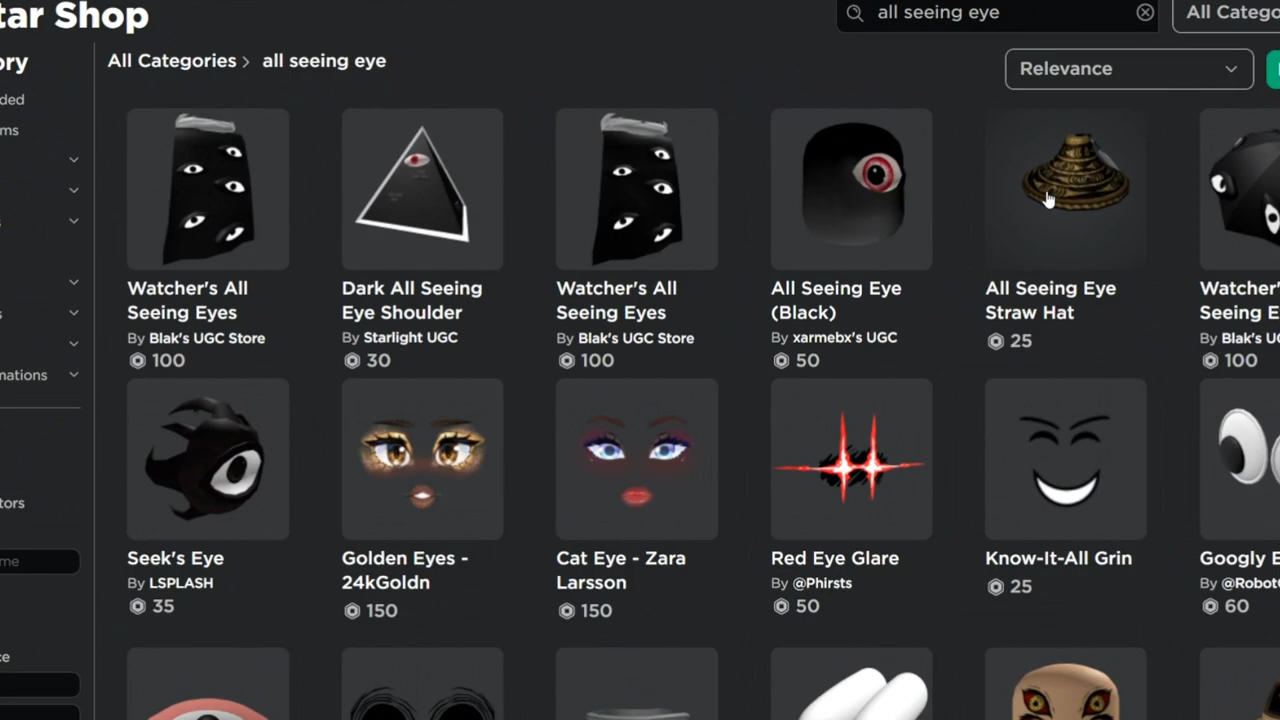 tar Shop
all seeing eye
All Catego
ory
All Categories > all seeing eye
Relevance
ded
ms
s
s
mations
tors
me
ce
Watcher's All
Seeing Eyes
By Blak's UGC Store
100
Dark All Seeing
Eye Shoulder
By Starlight UGC
30
Watcher's All
Seeing Eyes
By Blak's UGC Store
100
All Seeing Eye
(Black)
By xarmebx's UGC
50
All Seeing Eye
Straw Hat
25
Watcher'
Seeing E
By Blak's UG
100
Seek's Eye
By LSPLASH
35
Golden Eyes -
24kGoldn
150
Cat Eye - Zara
Larsson
150
Red Eye Glare
By @Phirsts
50
Know-It-All Grin
25
Googly E
By @Robot
60